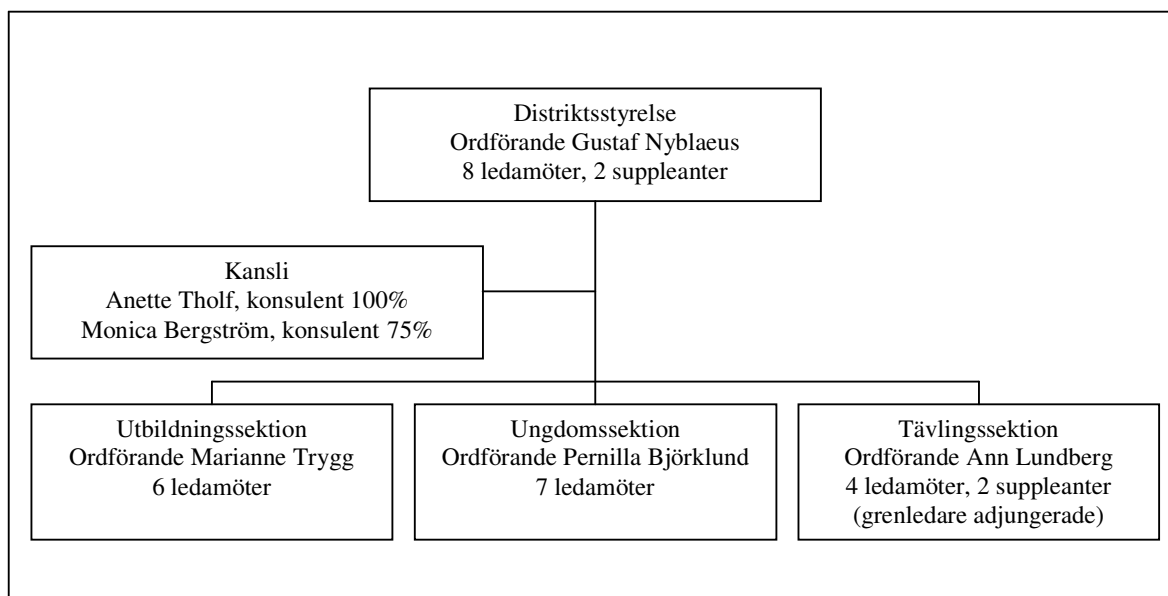 Distriktsstyrelse
Ordförande Gustaf Nyblaeus
8 ledamöter, 2 suppleanter
Kansli
Anette Tholf, konsulent 100%
Monica Bergström, konsulent 75%
Utbildningssektion
Ordförande Marianne Trygg
6 ledamöter
Ungdomssektion
Ordförande Pernilla Björklund
7 ledamöter
Tävlingssektion
Ordförande Ann Lundberg
4 ledamöter, 2 suppleanter
(grenledare adjungerade)